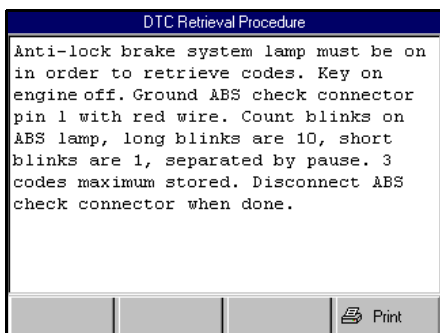 DTC Retrieval Procedure
Anti-lock brake system lamp must be on
in order to retrieve codes. Key on
engine off. Ground ABS check connector
pin 1 with red wire. Count blinks on
ABS lamp, long blinks are 10, short
blinks are 1, separated by pause. 3
codes maximum stored. Disconnect ABS
check connector when done.
Print